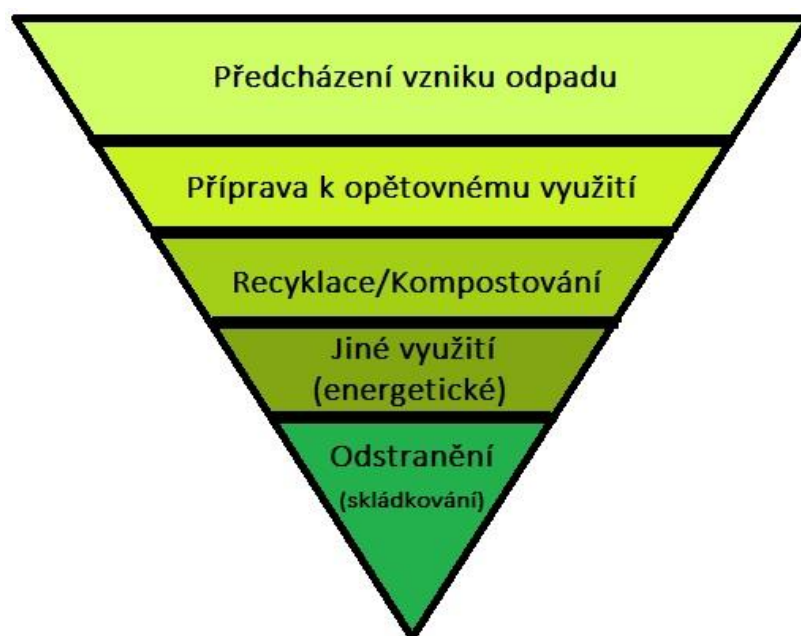 Předcházení vzniku odpadu
Příprava k opětovnému využití
Recyklace/Kompostování
Jiné využití
(energetické)
Odstranění
(skládkování)